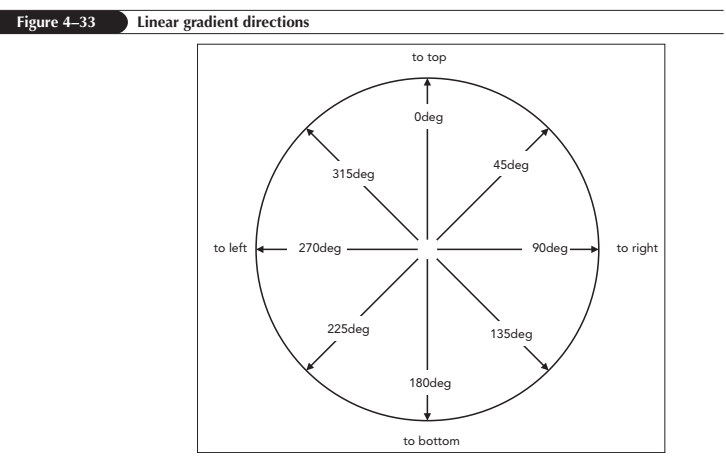 Figure 4–33 Linear gradient directions
to top
0deg
45deg
315deg
to left 270deg 90deg to right
225deg
135deg
180deg
to bottom